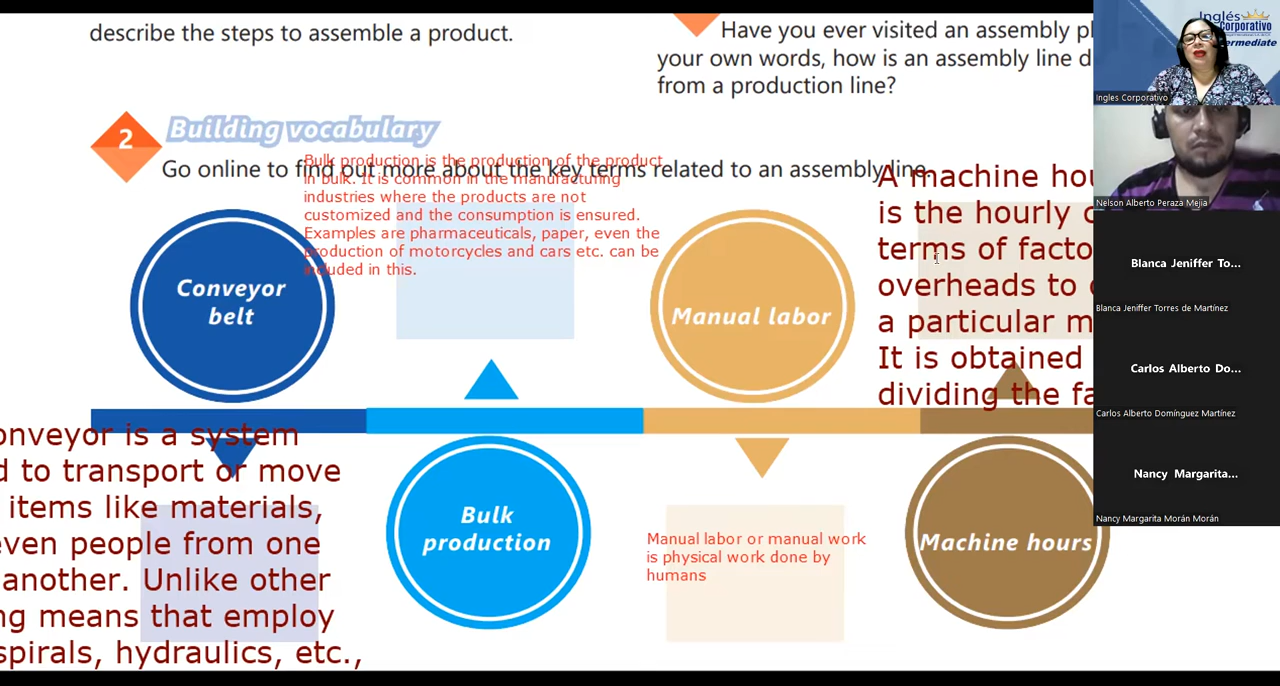 describe the steps to assemble a product.
Have you ever visited an assembly pl
your own words, how is an assembly line d
from a production line?
2
Building vocabulary
Go online to find out more about the key terms related to an assembly line.
Bulk production is the production of the product
in bulk. It is common in the manufacturing
industries where the products are not
customized and the consumption is ensured.
Examples are pharmaceuticals, paper, even the
production of motorcycles and cars etc. can be
included in this.
A machine hou
is the hourly c
terms of facto
overheads to o
a particular m
It is obtained
dividing the fa
Conveyor
belt
Manual labor
onveyor is a system
d to transport or move
items like materials,
even people from one
another. Unlike other
ng means that employ
spirals, hydraulics, etc.,
Bulk
production
Manual labor or manual work
is physical work done by
humans
Machine hours
Inglés
Corporativo
termediate
Ingles Corporativo
Nelson Alberto Peraza Mejia
Blanca Jeniffer To...
Blanca Jeniffer Torres de Martínez
Carlos Alberto Do...
Carlos Alberto Domínguez Martínez
Nancy Margarita...
Nancy Margarita Morán Morán